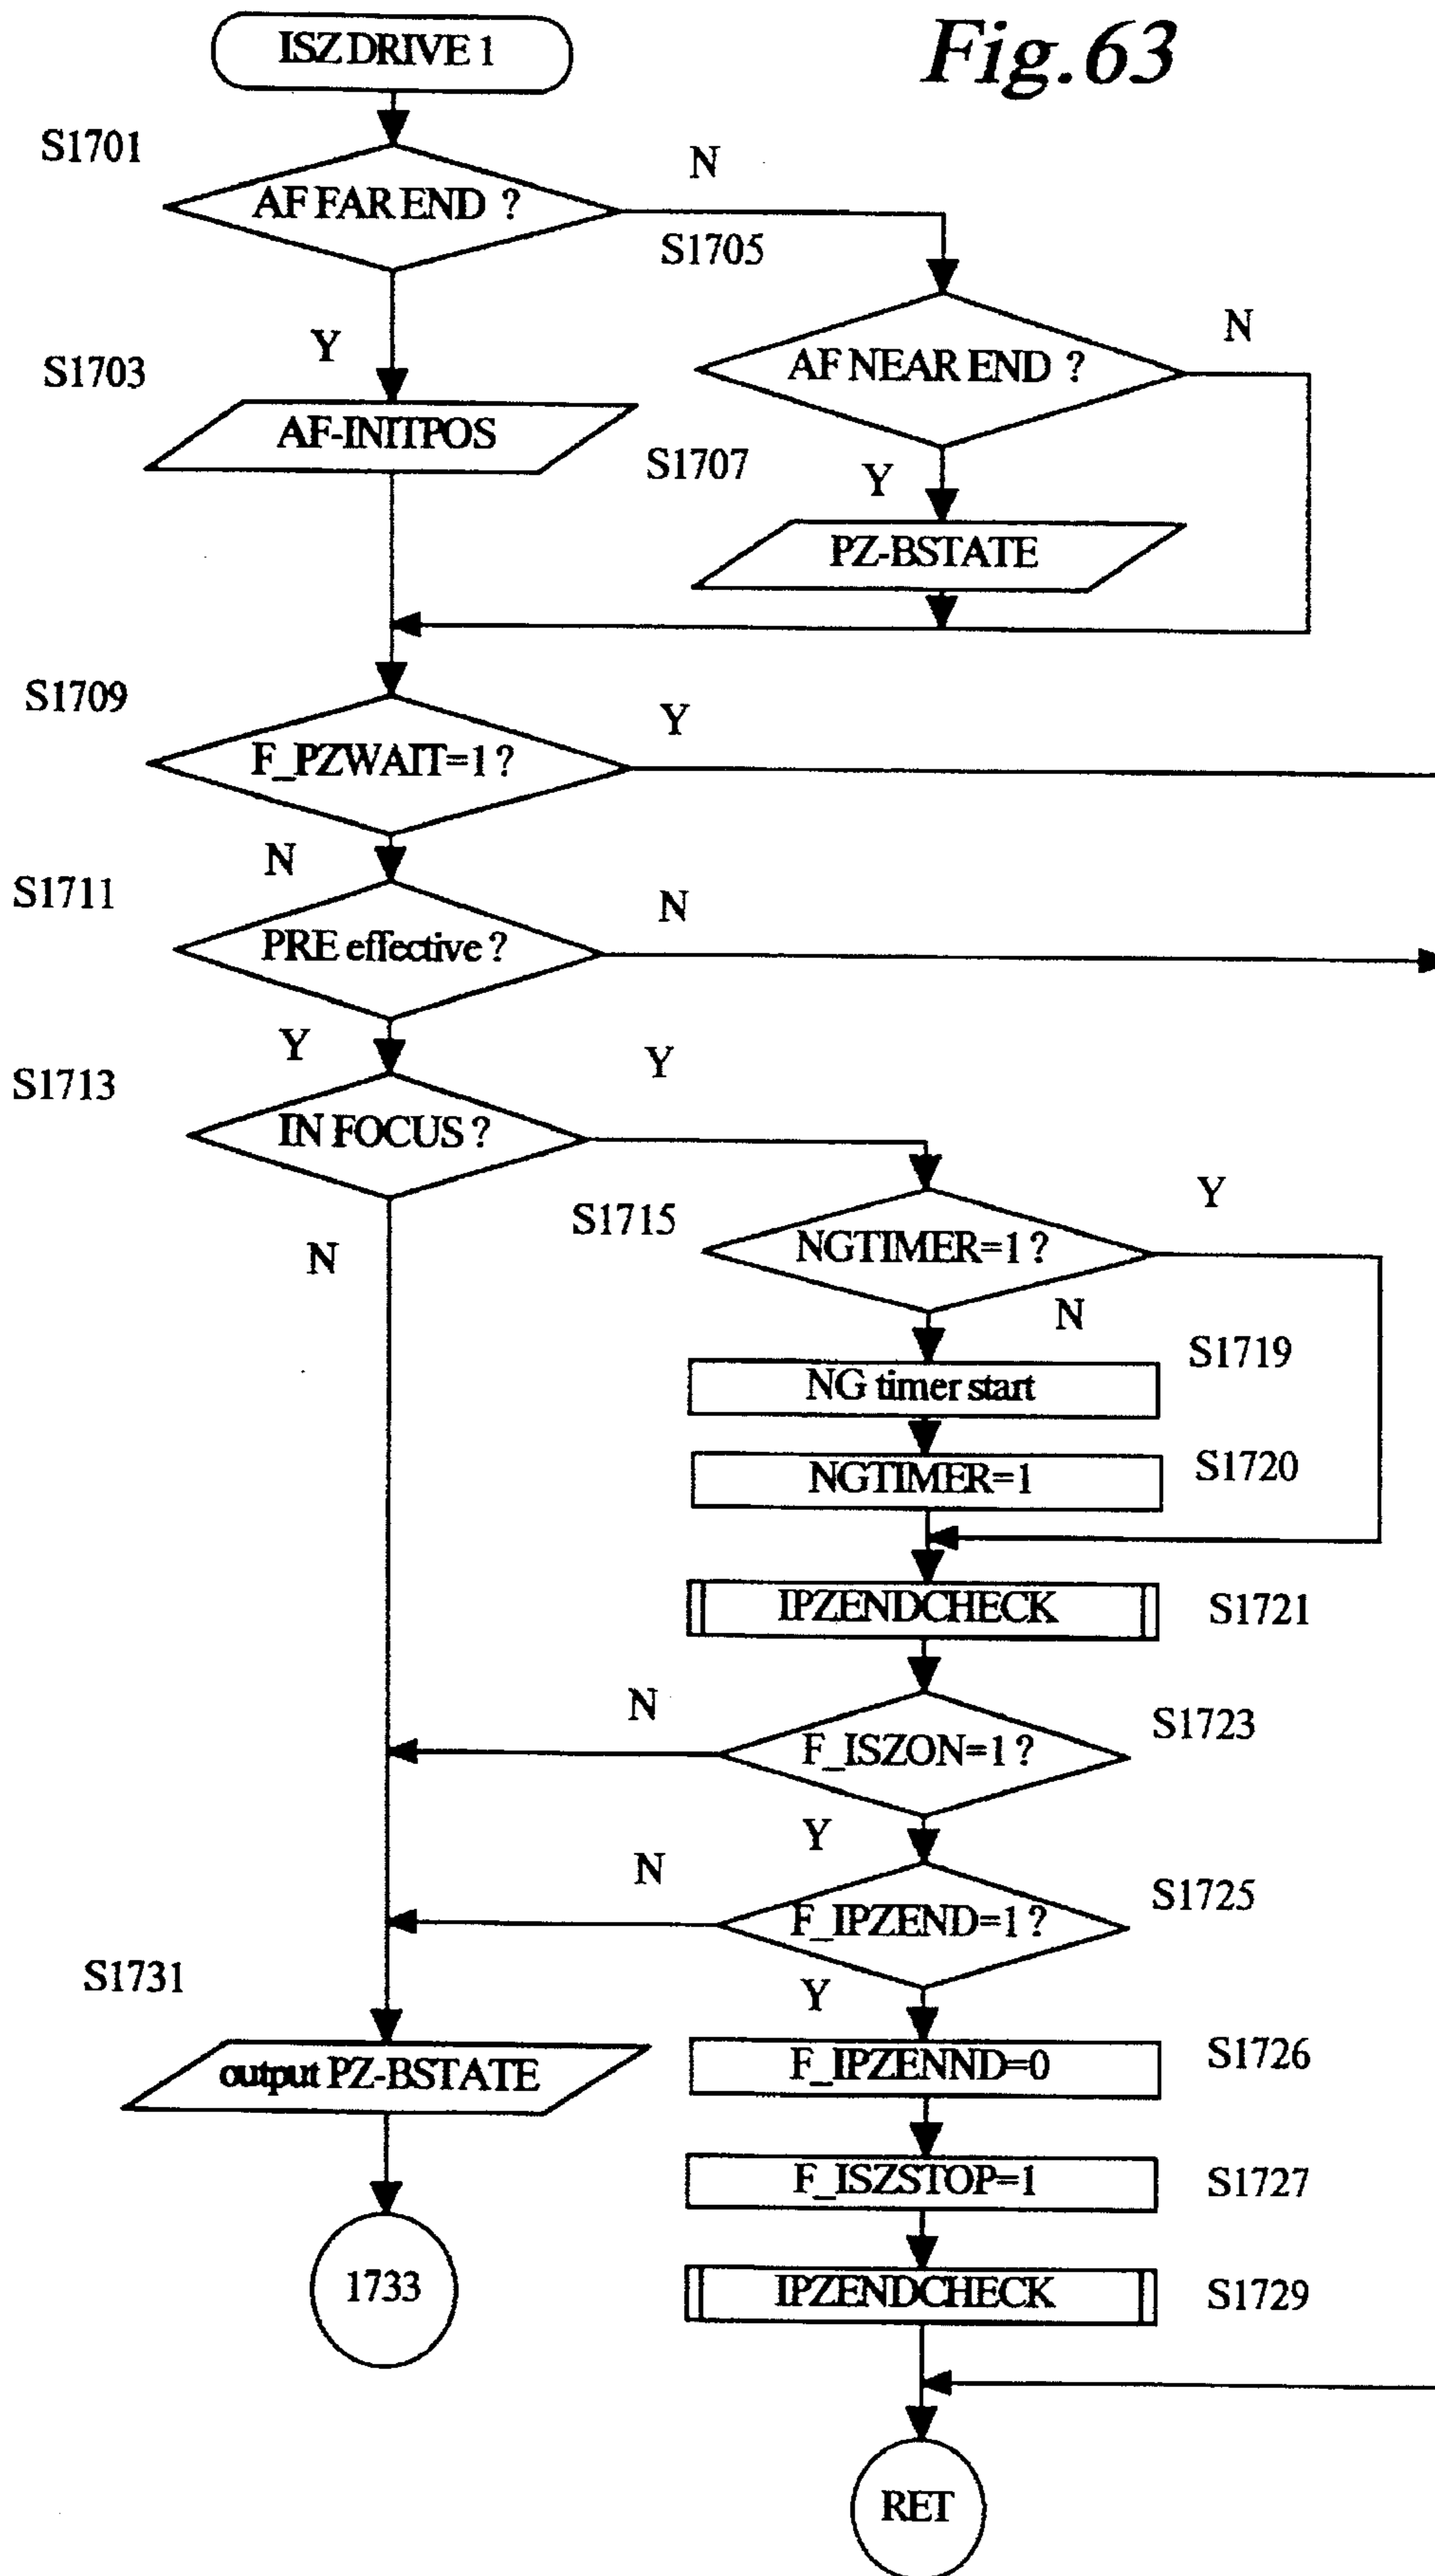 Fig.63
ISZ DRIVE 1
S1701
AF FAR END ?
N
S1705
Y
AF NEAR END ?
N
S1703
AF-INITPOS
S1707
Y
PZ-BSTATE
S1709
F_PZWAIT=1 ?
Y
N
S1711
PRE effective ?
N
Y
S1713
IN FOCUS ?
Y
N
S1715
NGTIMER=1 ?
Y
N
NG timer start
S1719
NGTIMER=1
S1720
IPZENDCHECK
S1721
N
F_ISZON=1 ?
S1723
Y
N
F_IPZEND=1 ?
S1725
Y
S1731
output PZ-BSTATE
F_IPZENND=0
S1726
F_ISZSTOP=1
S1727
1733
IPZENDCHECK
S1729
RET